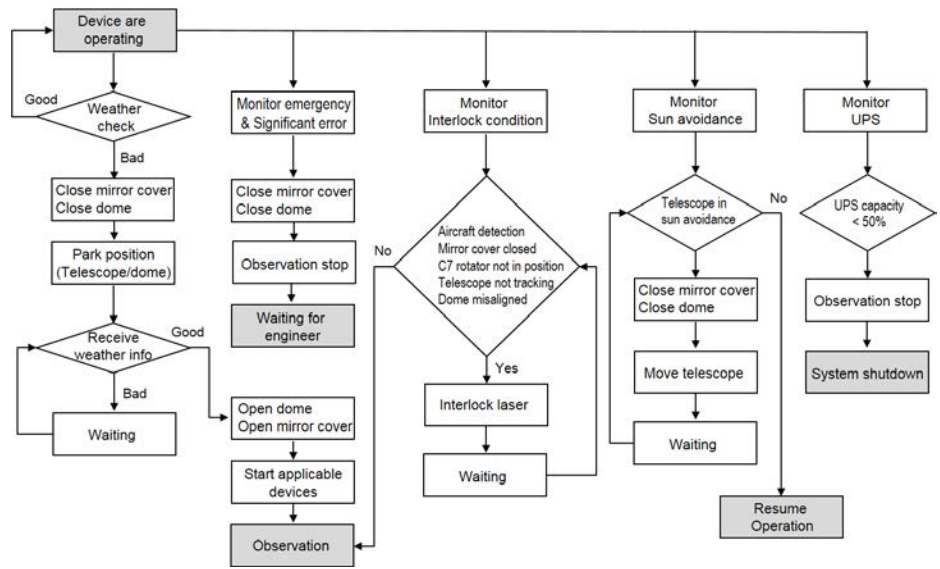 Device are
operating
Good
Weather
check
Bad
Close mirror cover
Close dome
Park position
(Telescope/dome)
Receive
weather info
Good
Bad
Waiting
Monitor emergency
& Significant error
Close mirror cover
Close dome
Observation stop
Waiting for
engineer
Open dome
Open mirror cover
Start applicable
devices
Observation
Monitor
Interlock condition
Aircraft detection
Mirror cover closed
C7 rotator not in position
Telescope not tracking
Dome misaligned
No
Yes
Interlock laser
Waiting
Monitor
Sun avoidance
Telescope in
sun avoidance
No
Close mirror cover
Close dome
Move telescope
Waiting
Resume
Operation
Monitor
UPS
UPS capacity
< 50%
Observation stop
System shutdown